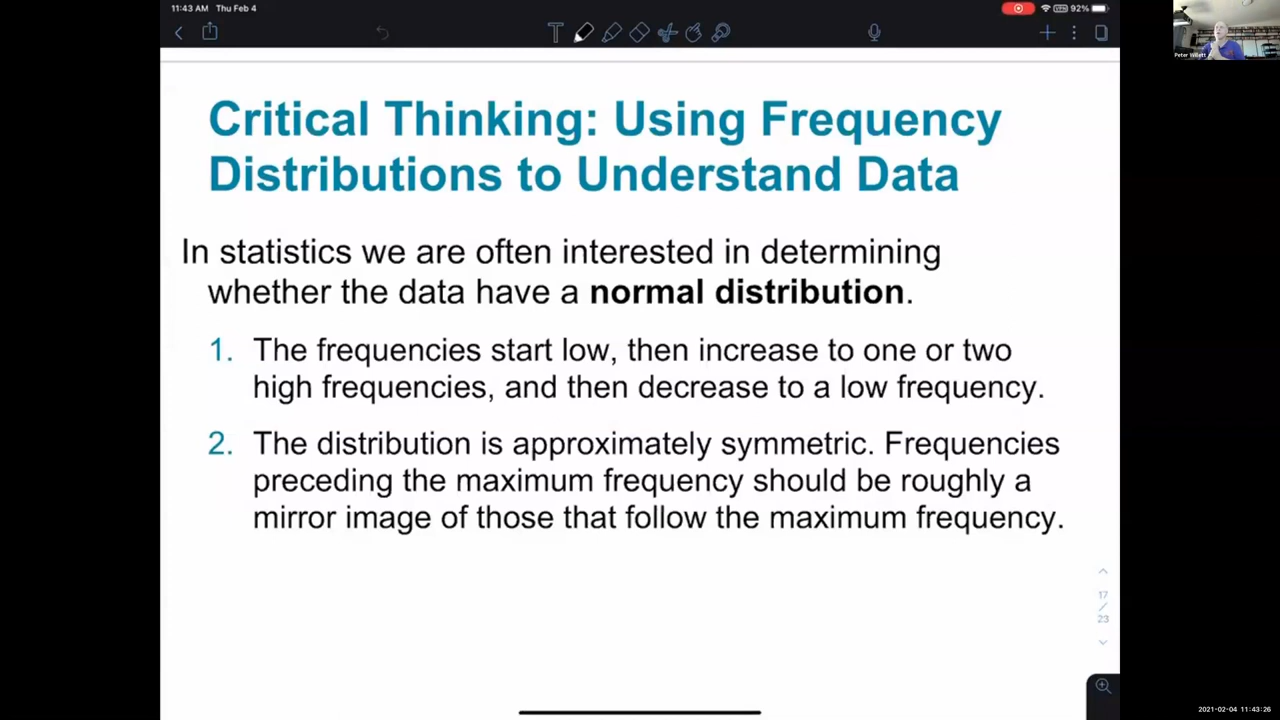 11:43 AM Thu Feb 4
VPN 92%
Critical Thinking: Using Frequency
Distributions to Understand Data
In statistics we are often interested in determining
whether the data have a normal distribution.
1. The frequencies start low, then increase to one or two
high frequencies, and then decrease to a low frequency.
2. The distribution is approximately symmetric. Frequencies
preceding the maximum frequency should be roughly a
mirror image of those that follow the maximum frequency.
17
/
23
Peter Willett
2021-02-04 11:43:26